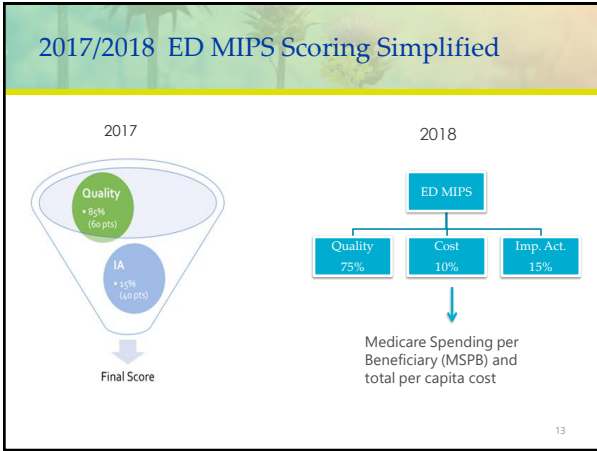 2017/2018 ED MIPS Scoring Simplified
2017
Quality
• 85%
(60 pts)
IA
• 15%
(40 pts)
Final Score
2018
ED MIPS
Quality
75%
Cost
10%
Imp. Act.
15%
Medicare Spending per
Beneficiary (MSPB) and
total per capita cost
13